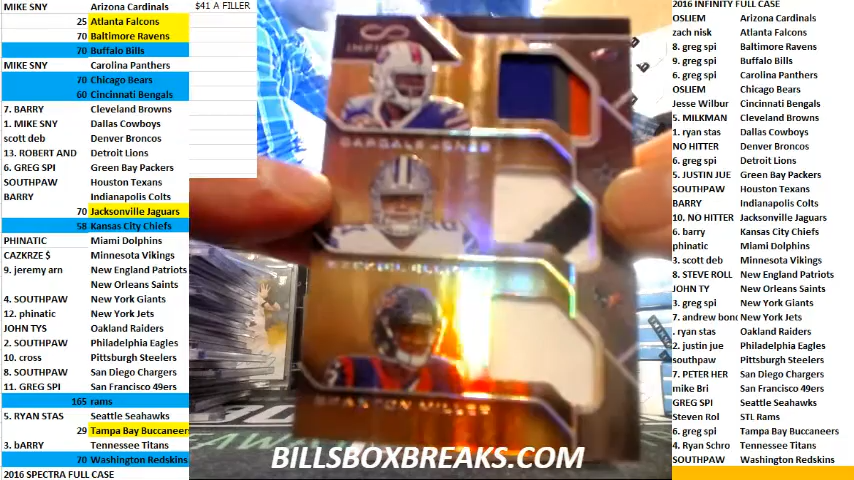 MIKE SNY Arizona Cardinals
25 Atlanta Falcons
70 Baltimore Ravens
70 Buffalo Bills
MIKE SNY Carolina Panthers
70 Chicago Bears
60 Cincinnati Bengals
7. BARRY Cleveland Browns
1. MIKE SNY Dallas Cowboys
scott deb Denver Broncos
13. ROBERT AND Detroit Lions
6. GREG SPI Green Bay Packers
SOUTHPAW Houston Texans
BARRY Indianapolis Colts
70 Jacksonville Jaguars
58 Kansas City Chiefs
PHINATIC Miami Dolphins
CAZKRZE $ Minnesota Vikings
9. jeremy arn New England Patriots
New Orleans Saints
4. SOUTHPAW New York Giants
12. phinatic New York Jets
JOHN TYS Oakland Raiders
2. SOUTHPAW Philadelphia Eagles
10. cross Pittsburgh Steelers
8. SOUTHPAW San Diego Chargers
11. GREG SPI San Francisco 49ers
165 rams
5. RYAN STAS Seattle Seahawks
29 Tampa Bay Buccaneers
3. bARRY Tennessee Titans
70 Washington Redskins
2016 SPECTRA FULL CASE
$41 A FILLER
INFINITY
CARDALE JONES
BRAXTON MILLER
BILLSBOXBREAKS.COM
2016 INFINITY FULL CASE
OSLIEM Arizona Cardinals
zach nisk Atlanta Falcons
8. greg spi Baltimore Ravens
9. greg spi Buffalo Bills
6. greg spi Carolina Panthers
OSLIEM Chicago Bears
Jesse Wilbur Cincinnati Bengals
5. MILKMAN Cleveland Browns
1. ryan stas Dallas Cowboys
NO HITTER Denver Broncos
6. greg spi Detroit Lions
5. JUSTIN JUE Green Bay Packers
SOUTHPAW Houston Texans
BARRY Indianapolis Colts
10. NO HITTER Jacksonville Jaguars
6. barry Kansas City Chiefs
phinatic Miami Dolphins
3. scott deb Minnesota Vikings
8. STEVE ROLL New England Patriots
JOHN TY New Orleans Saints
3. greg spi New York Giants
7. andrew bond New York Jets
. ryan stas Oakland Raiders
2. justin jue Philadelphia Eagles
southpaw Pittsburgh Steelers
7. PETER HER San Diego Chargers
mike Bri San Francisco 49ers
GREG SPI Seattle Seahawks
Steven Rol STL Rams
6. greg spi Tampa Bay Buccaneers
4. Ryan Schro Tennessee Titans
SOUTHPAW Washington Redskins